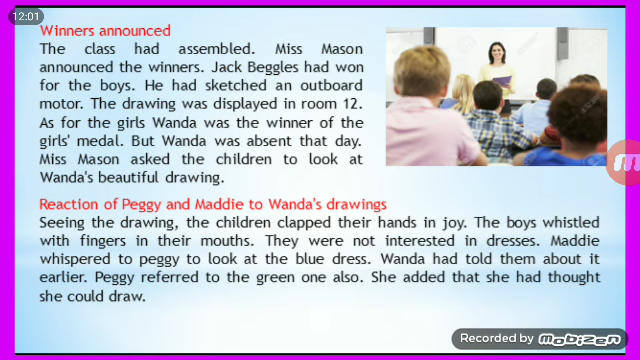 12:01
Winners announced
The class had assembled. Miss Mason
announced the winners. Jack Beggles had won
for the boys. He had sketched an outboard
motor. The drawing was displayed in room 12.
As for the girls Wanda was the winner of the
girls' medal. But Wanda was absent that day.
Miss Mason asked the children to look at
Wanda's beautiful drawing.
Reaction of Peggy and Maddie to Wanda's drawings
Seeing the drawing, the children clapped their hands in joy. The boys whistled
with fingers in their mouths. They were not interested in dresses. Maddie
whispered to peggy to look at the blue dress. Wanda had told them about it
earlier. Peggy referred to the green one also. She added that she had thought
she could draw.
Recorded by mobizen